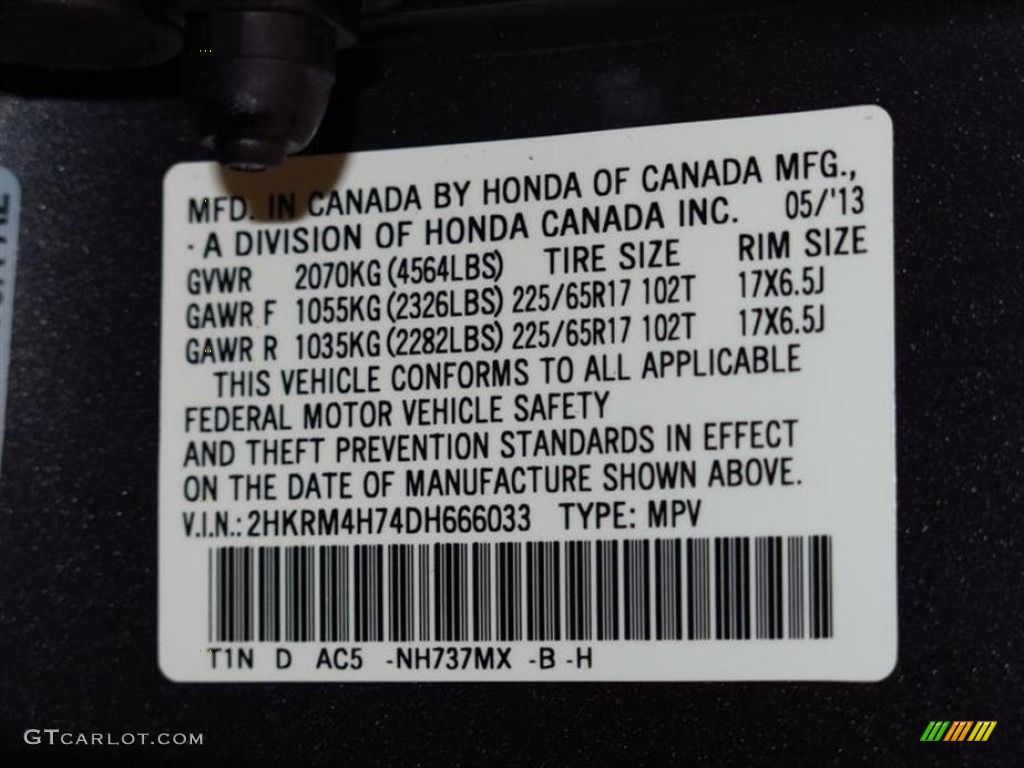 MFD. IN CANADA BY HONDA OF CANADA MFG.,
· A DIVISION OF HONDA CANADA INC. 05/'13
GVWR 2070KG (4564LBS) TIRE SIZE RIM SIZE
GAWR F 1055KG (2326LBS) 225/65R17 102T 17X6.5J
GAWR R 1035KG (2282LBS) 225/65R17 102T 17X6.5J
THIS VEHICLE CONFORMS TO ALL APPLICABLE
FEDERAL MOTOR VEHICLE SAFETY
AND THEFT PREVENTION STANDARDS IN EFFECT
ON THE DATE OF MANUFACTURE SHOWN ABOVE.
V.I.N.: 2HKRM4H74DH666033 TYPE: MPV
T1N D AC5 -NH737MX -B -H
GTCARLOT.COM